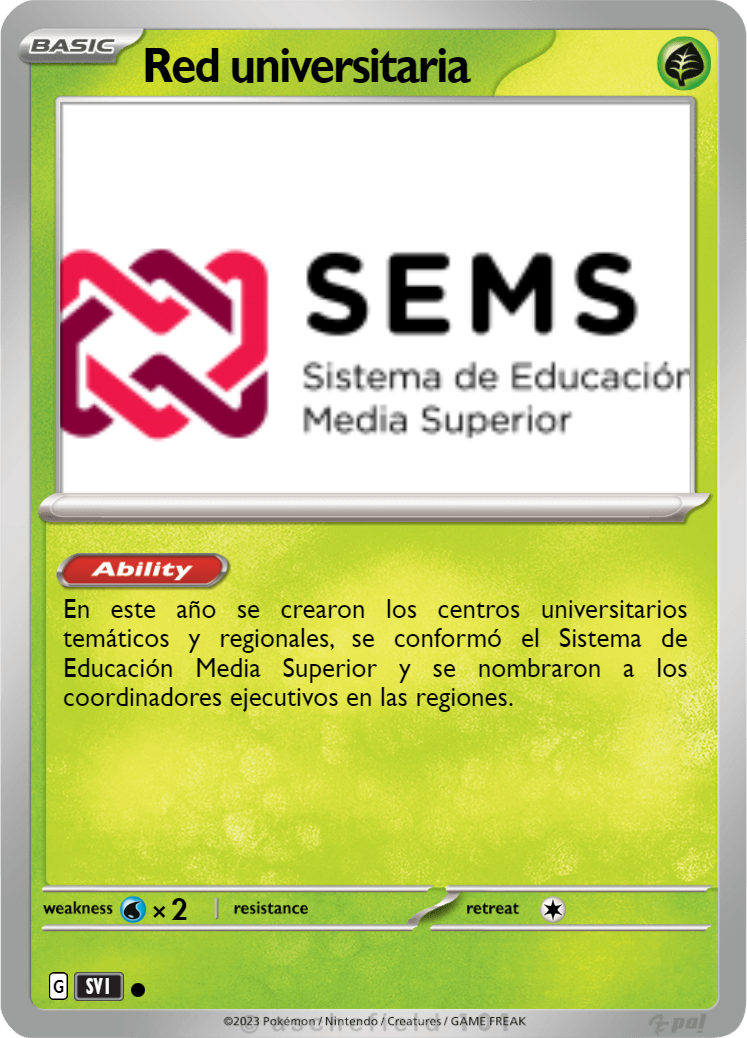 BASIC
Red universitaria
SEMS
Sistema de Educación
Media Superior
Ability
En este año se crearon los centros universitarios
temáticos y regionales, se conformó el Sistema de
Educación Media Superior y se nombraron a los
coordinadores ejecutivos en las regiones.
weakness × 2 | resistance retreat
G SVI
©2023 Pokémon / Nintendo / Creatures / GAME FREAK